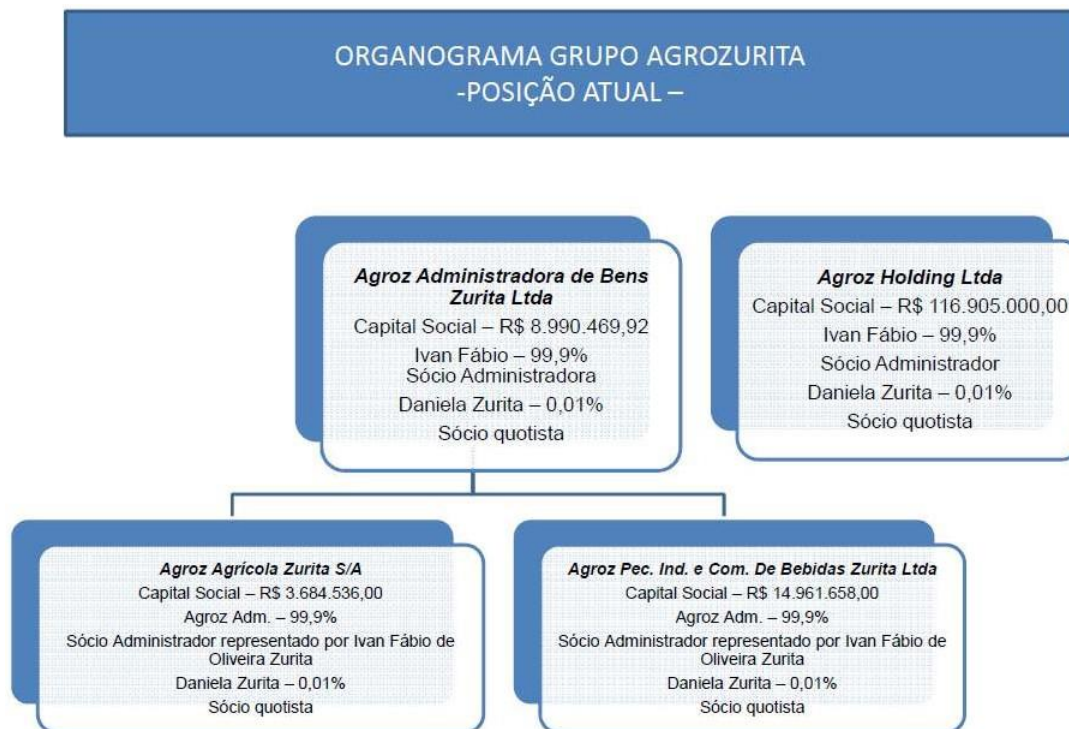 ORGANOGRAMA GRUPO AGROZURITA
-POSIÇÃO ATUAL –
Agroz Administradora de Bens
Zurita Ltda
Capital Social – R$ 8.990.469,92
Ivan Fábio – 99,9%
Sócio Administradora
Daniela Zurita – 0,01%
Sócio quotista
Agroz Holding Ltda
Capital Social – R$ 116.905.000,00
Ivan Fábio – 99,9%
Sócio Administrador
Daniela Zurita – 0,01%
Sócio quotista
Agroz Agrícola Zurita S/A
Capital Social – R$ 3.684.536,00
Agroz Adm. – 99,9%
Sócio Administrador representado por Ivan Fábio de
Oliveira Zurita
Daniela Zurita – 0,01%
Sócio quotista
Agroz Pec. Ind. e Com. De Bebidas Zurita Ltda
Capital Social – R$ 14.961.658,00
Agroz Adm. – 99,9%
Sócio Administrador representado por Ivan Fábio de
Oliveira Zurita
Daniela Zurita – 0,01%
Sócio quotista